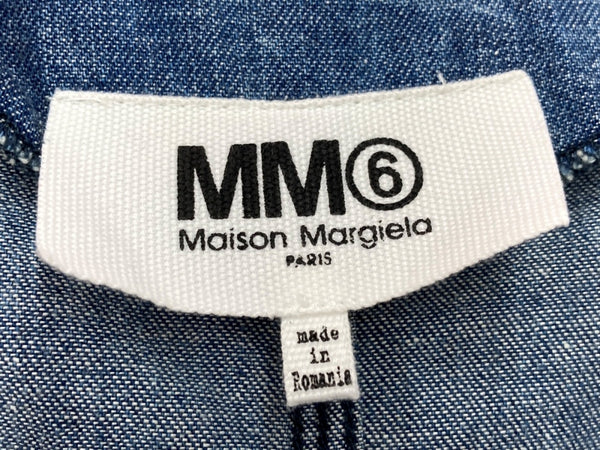 MM⑥
Maison Margiela
PARIS
made
in
Romania